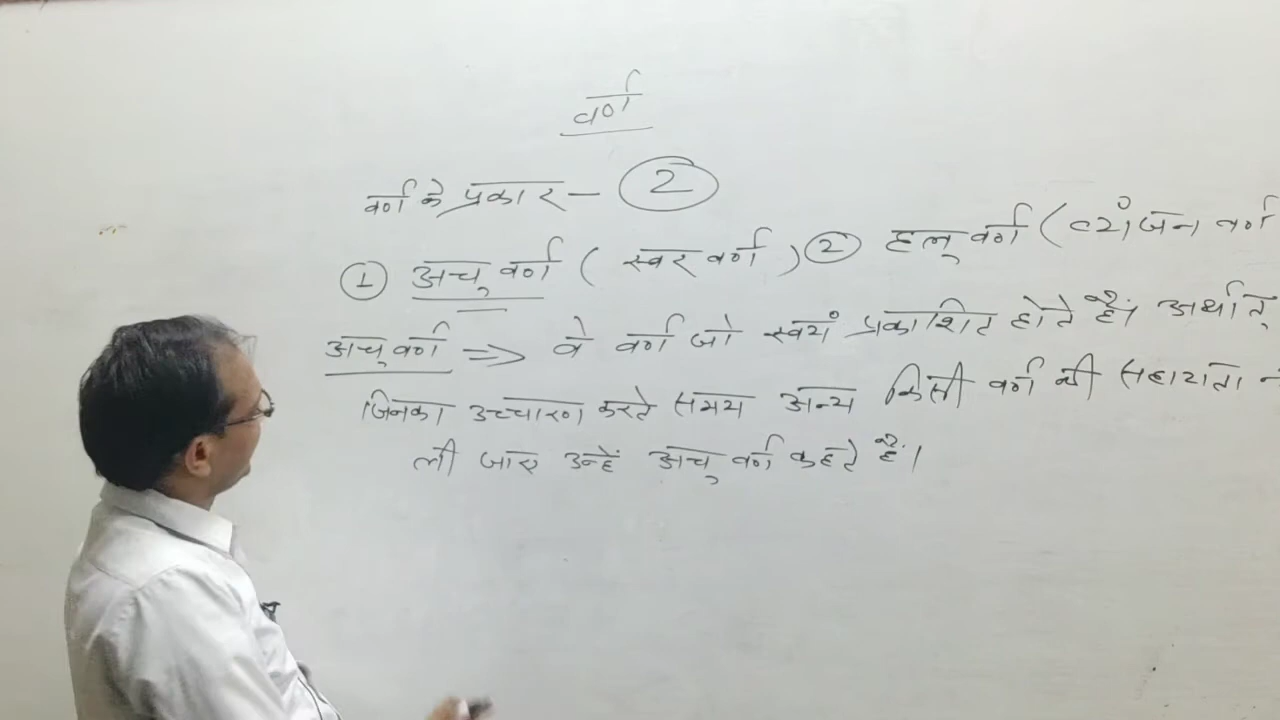 वर्ण
वर्ण के प्रकार – 2
1 अच् वर्ण ( स्वर वर्ण ) 2 हल् वर्ण ( व्यंजन वर्ण
अच् वर्ण ⇒ वे वर्ण जो स्वयं प्रकाशित होते हैं। अर्थात्
जिनका उच्चारण करते समय अन्य किसी वर्ण की सहायता न
ली जाए उन्हें अच् वर्ण कहते हैं।